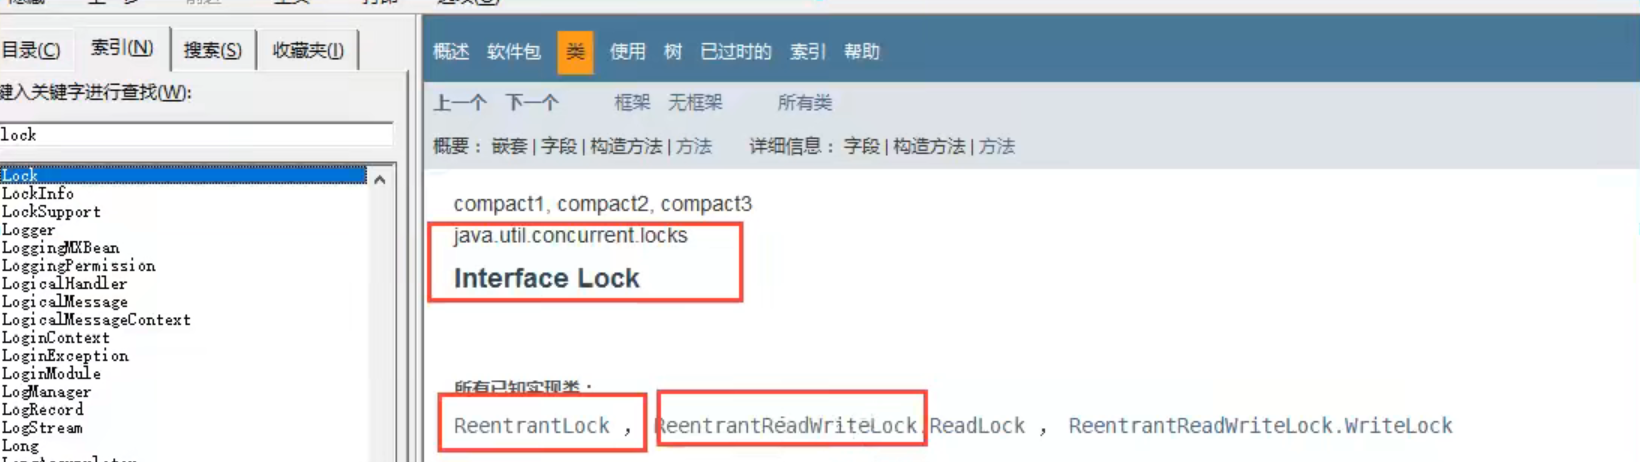 目录(C) 索引(N) 搜索(S) 收藏夹(I)
键入关键字进行查找(W):
lock
Lock
LockInfo
LockSupport
Logger
LoggingMXBean
LoggingPermission
LogicalHandler
LogicalMessage
LogicalMessageContext
LoginContext
LoginException
LoginModule
LogManager
LogRecord
LogStream
Long
概述 软件包 类 使用 树 已过时的 索引 帮助
上一个 下一个 框架 无框架 所有类
概要： 嵌套 | 字段 | 构造方法 | 方法 详细信息： 字段 | 构造方法 | 方法
compact1, compact2, compact3
java.util.concurrent.locks
Interface Lock
所有已知实现类：
ReentrantLock ， ReentrantReadWriteLock.ReadLock ， ReentrantReadWriteLock.WriteLock